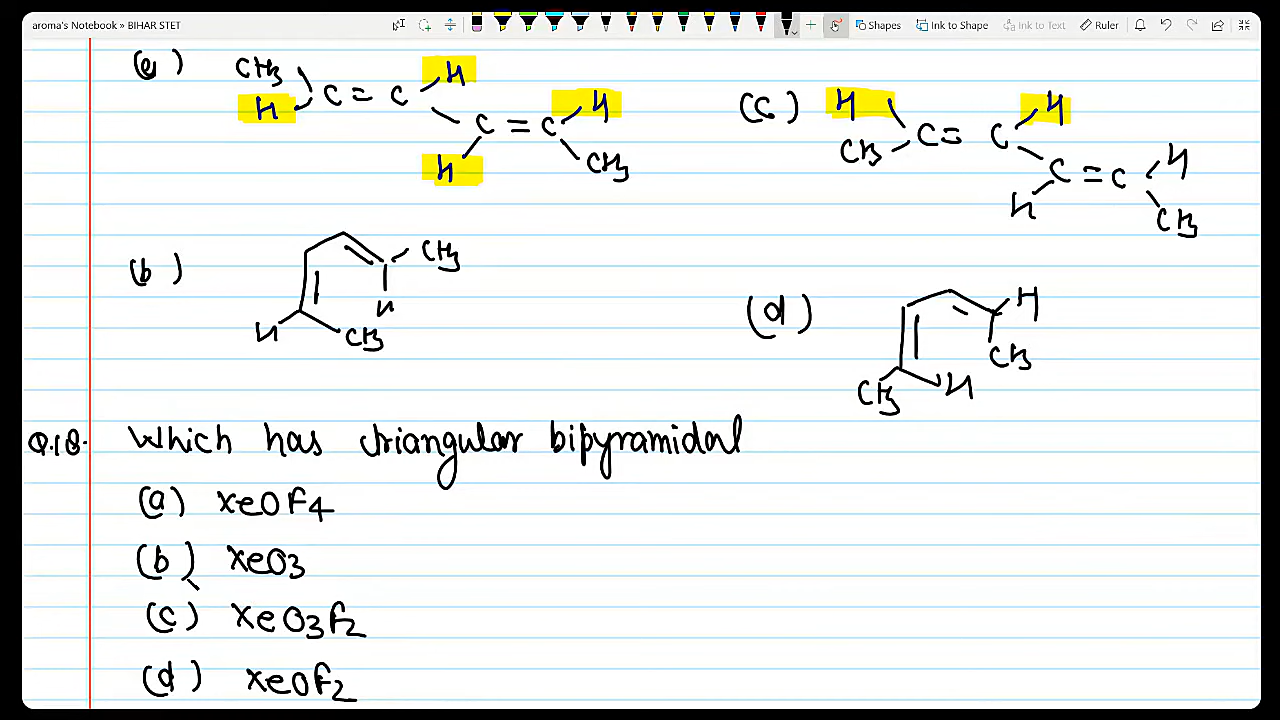 aroma's Notebook » BIHAR STET
Shapes Ink to Shape Ink to Text Ruler
(a) CH3 H C = C H C = C H H CH3
(c) H CH3 C = C H C = C H H CH3
(b) CH3 H H CH3
(d) H CH3 CH3 H
Q.18. Which has triangular bipyramidal
(a) XeOF4
(b) XeO3
(c) XeO3F2
(d) XeOF2